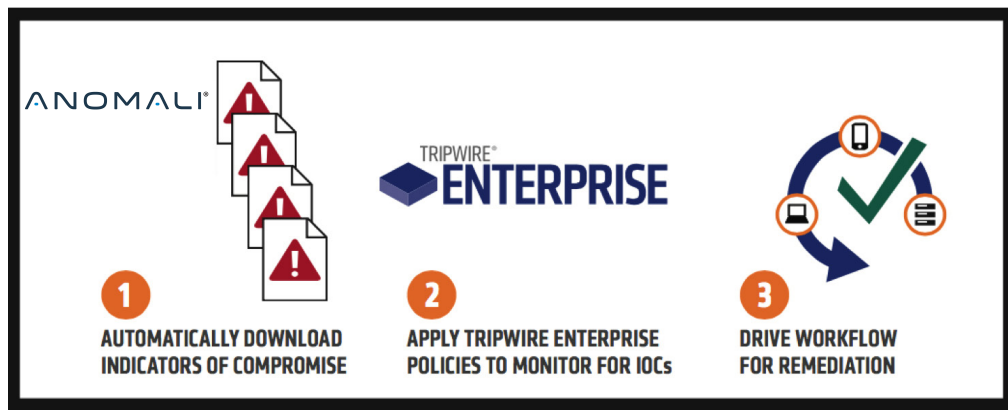 ANOMALI®
TRIPWIRE®
ENTERPRISE
1
AUTOMATICALLY DOWNLOAD
INDICATORS OF COMPROMISE
2
APPLY TRIPWIRE ENTERPRISE
POLICIES TO MONITOR FOR IOCs
3
DRIVE WORKFLOW
FOR REMEDIATION